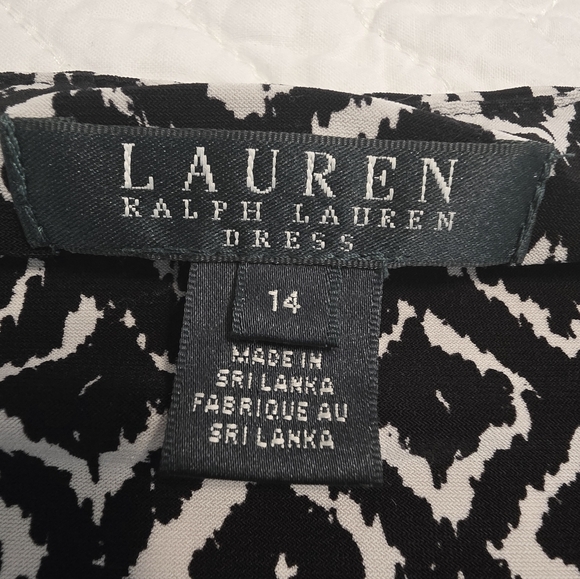 LAUREN
RALPH LAUREN
DRESS
14
MADE IN
SRI LANKA
FABRIQUE AU
SRI LANKA